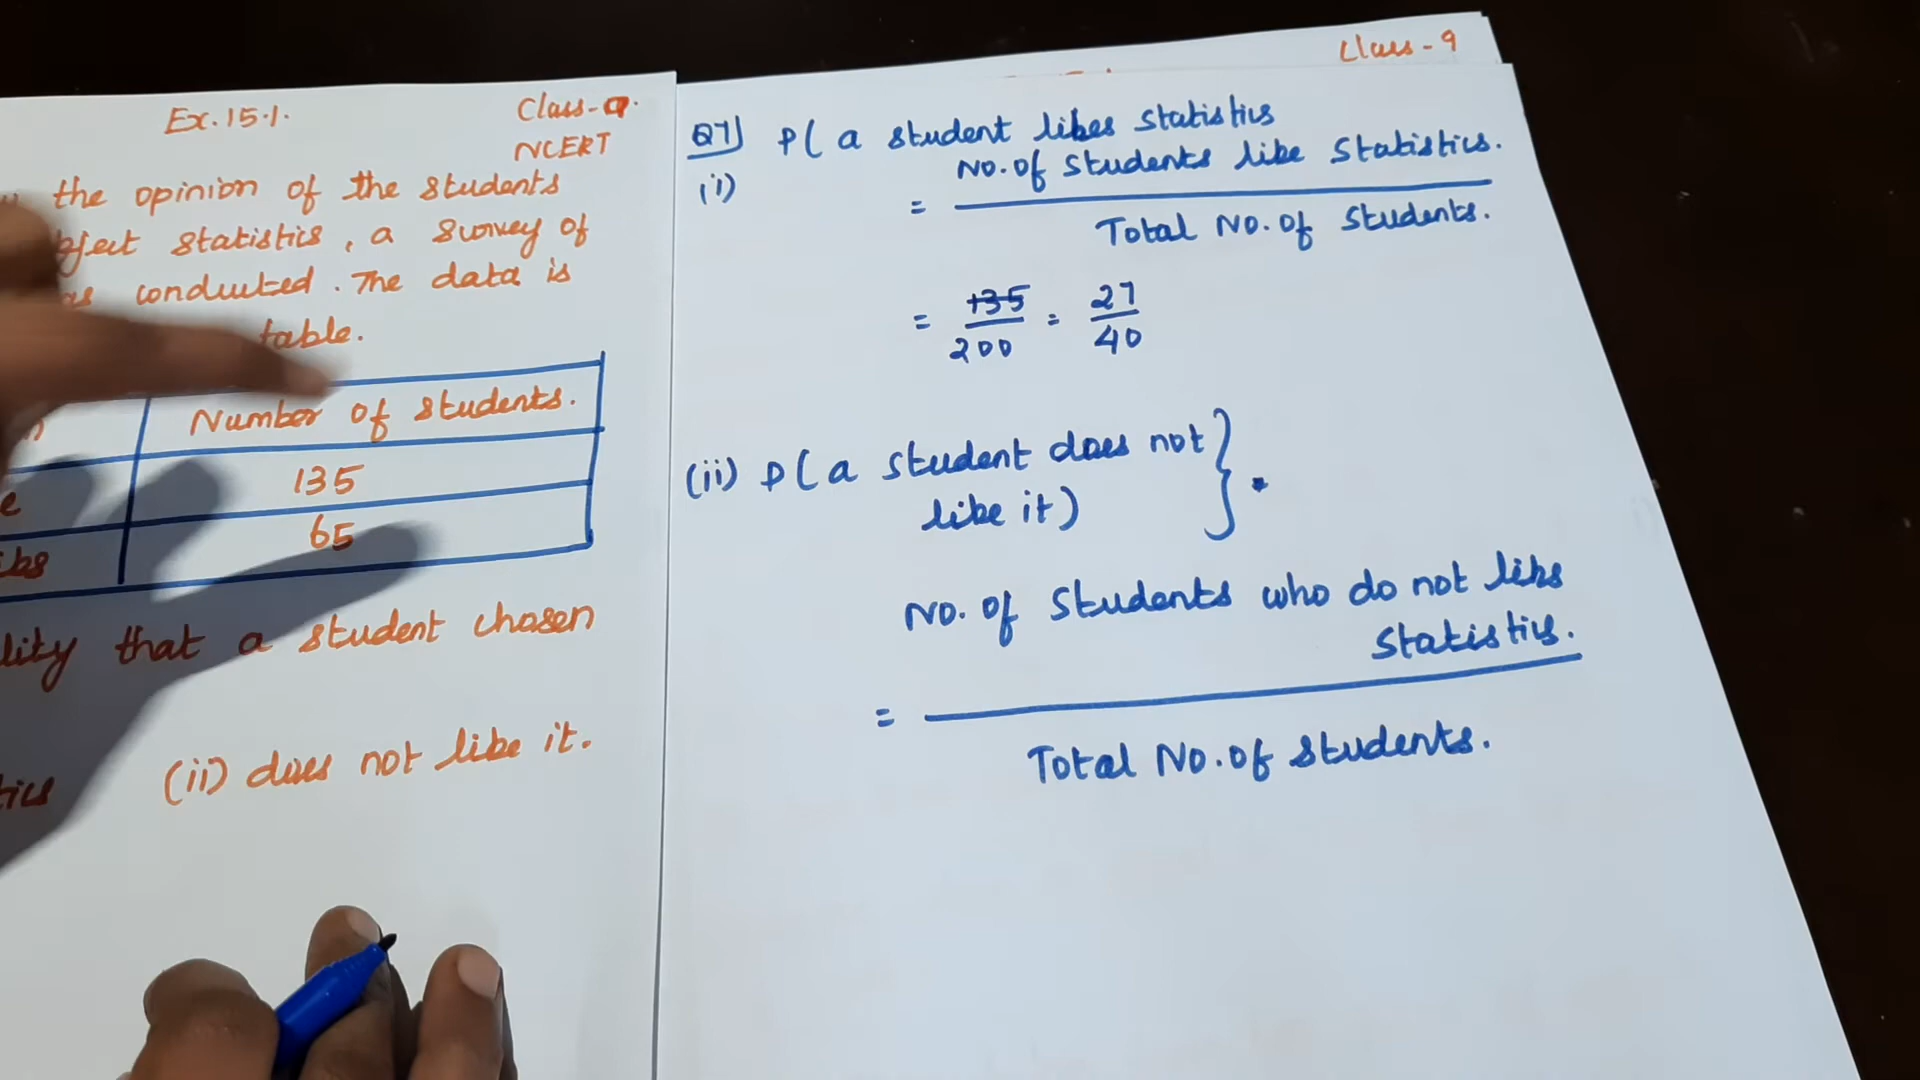 Ex.15.1.
Class-9.
NCERT
the opinion of the students
statistics, a survey of
conducted. The data is
table.
Number of students.
135
65
that a student chosen
(ii) does not like it.
Class-9
Q7) P( a student likes statistics
(i)
No. of students like statistics.
=
Total No. of students.
= 135 = 27
200 40
(ii) P( a student does not
like it) } .
No. of students who do not like
statistics.
=
Total No. of students.